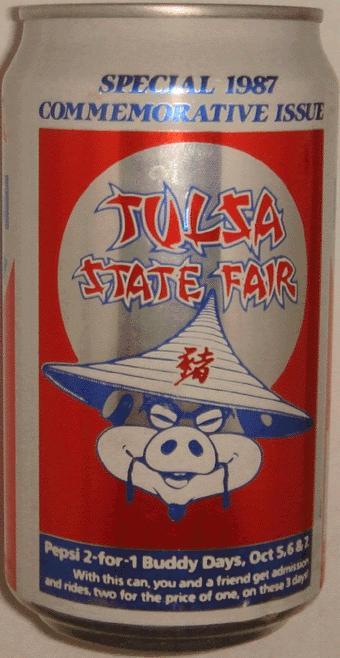 SPECIAL 1987
COMMEMORATIVE ISSUE
TULSA
STATE FAIR
豬
Pepsi 2-for-1 Buddy Days, Oct 5,6 & 7
With this can, you and a friend get admission
and rides, two for the price of one, on these 3 days!